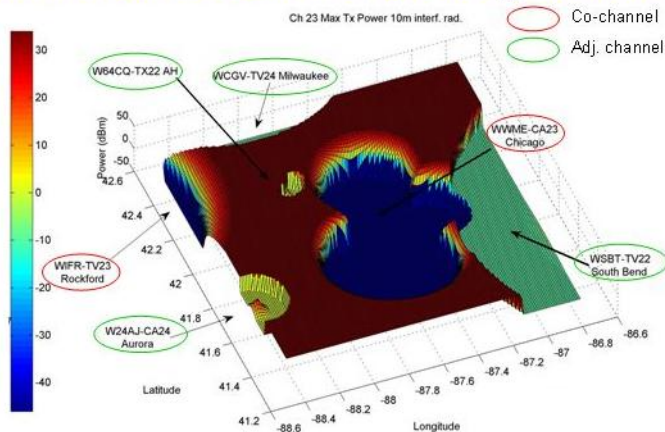 Ch 23 Max Tx Power 10m interf. rad.
Co-channel
Adj. channel
W64CQ-TX22 AH
WCGV-TV24 Milwaukee
WWME-CA23
Chicago
WIFR-TV23
Rockford
W24AJ-CA24
Aurora
WSBT-TV22
South Bend
30
20
10
0
-10
-20
-30
-40
Power (dBm)
50
0
-50
42.6
42.4
42.2
42
41.8
41.6
41.4
41.2
Latitude
-88.6
-88.4
-88.2
-88
-87.8
-87.6
-87.4
-87.2
-87
-86.8
-86.6
Longitude